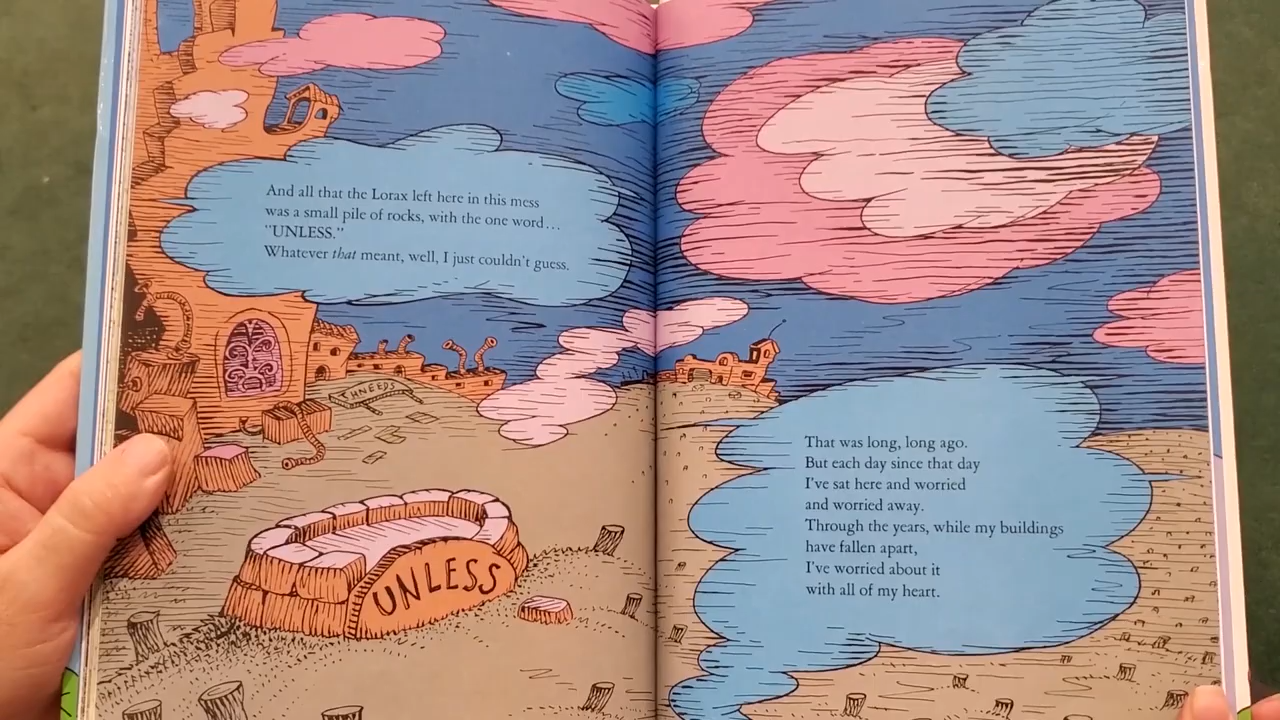 And all that the Lorax left here in this mess
was a small pile of rocks, with the one word…
"UNLESS."
Whatever that meant, well, I just couldn't guess.
THNEEDS
UNLESS
That was long, long ago.
But each day since that day
I've sat here and worried
and worried away.
Through the years, while my buildings
have fallen apart,
I've worried about it
with all of my heart.